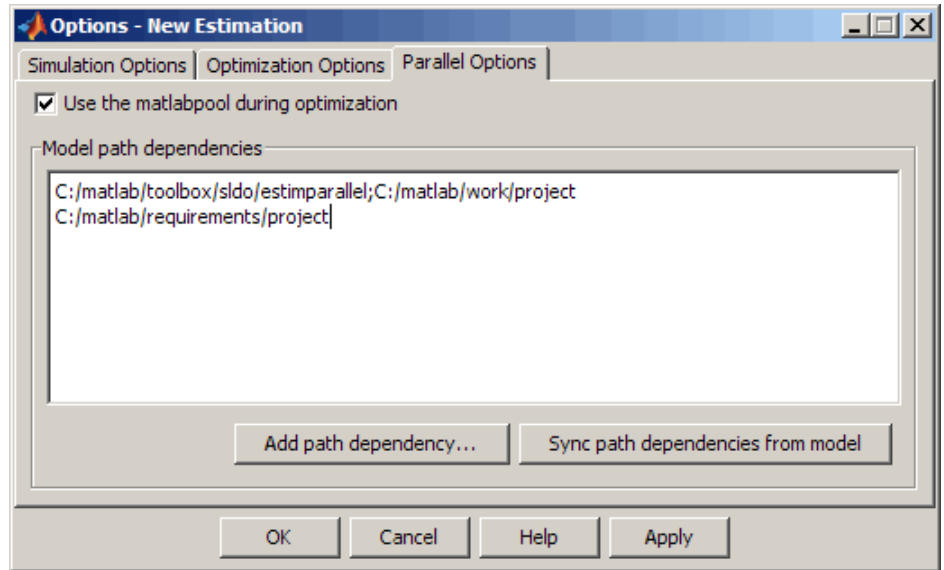 Options - New Estimation
Simulation Options
Optimization Options
Parallel Options
Use the matlabpool during optimization
Model path dependencies
C:/matlab/toolbox/sldo/estimparallel;C:/matlab/work/project
C:/matlab/requirements/project
Add path dependency...
Sync path dependencies from model
OK
Cancel
Help
Apply